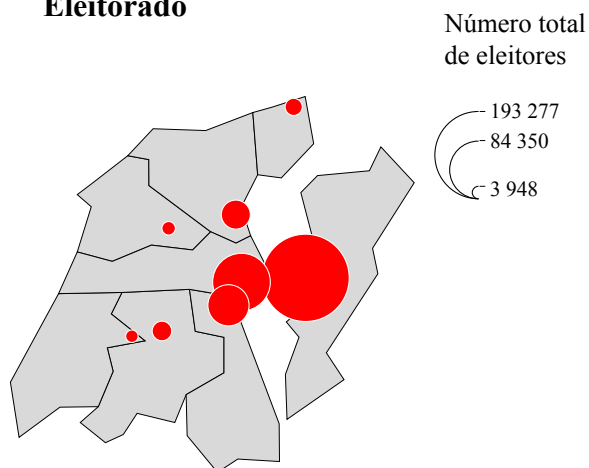 Eleitorado
Número total
de eleitores
193 277
84 350
3 948